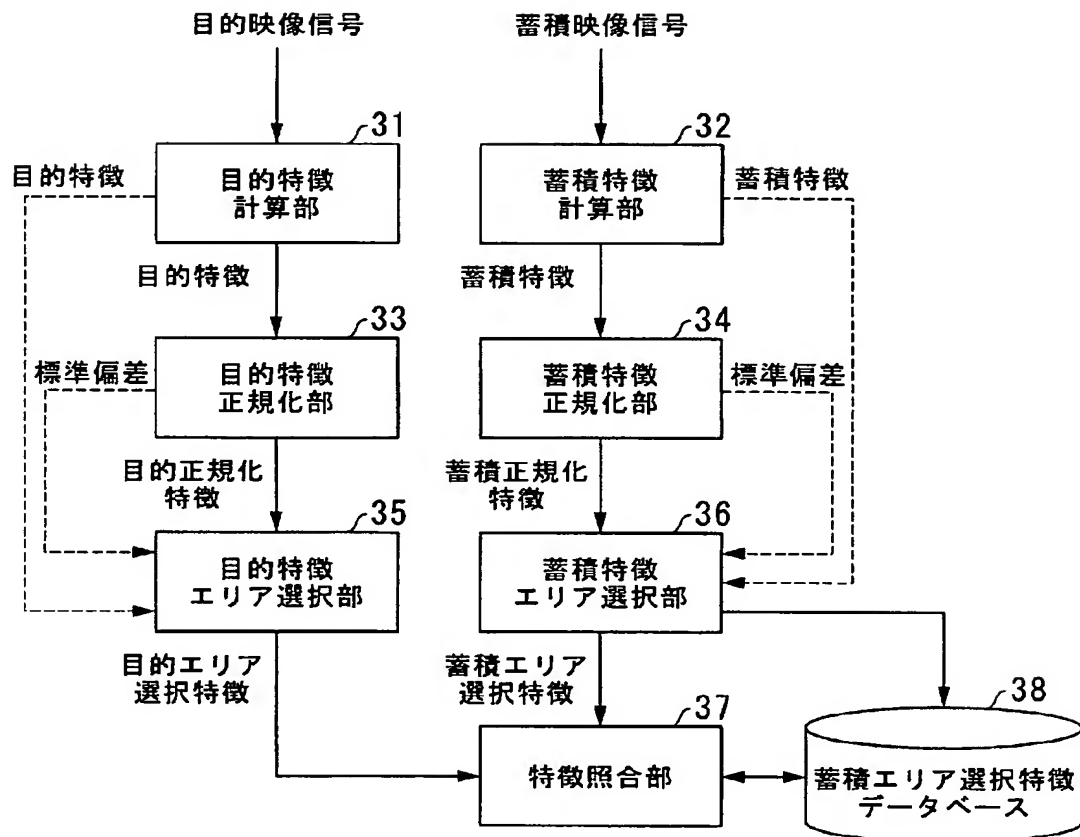 目的映像信号
蓄積映像信号
31
32
目的特徴
目的特徴
計算部
蓄積特徴
計算部
蓄積特徴
目的特徴
蓄積特徴
33
34
標準偏差
目的特徴
正規化部
蓄積特徴
正規化部
標準偏差
目的正規化
特徴
蓄積正規化
特徴
35
36
目的特徴
エリア選択部
蓄積特徴
エリア選択部
目的エリア
選択特徴
蓄積エリア
選択特徴
37
38
特徴照合部
蓄積エリア選択特徴
データベース